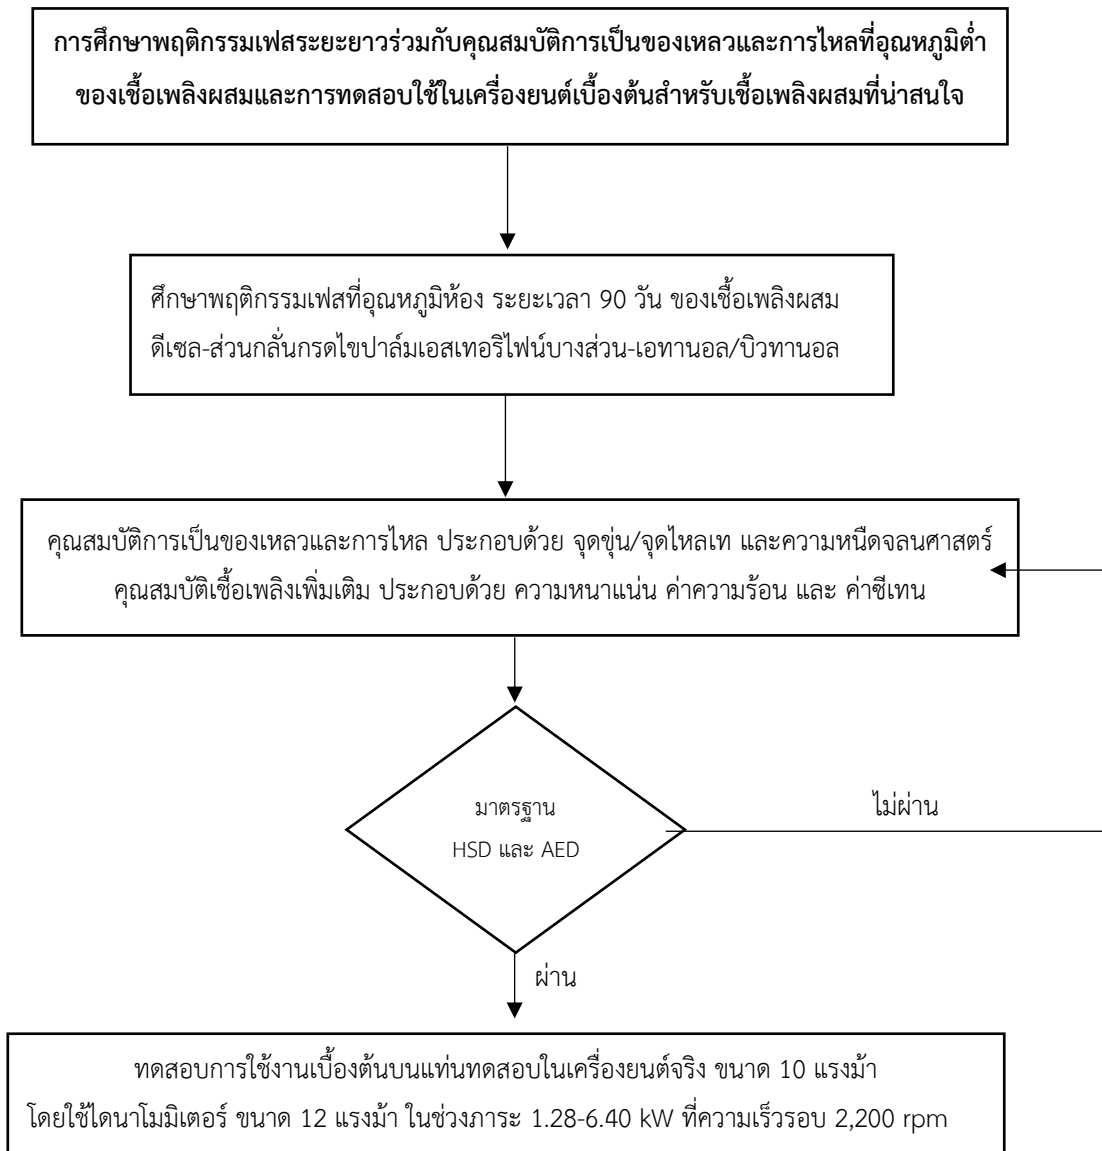 การศึกษาพฤติกรรมเฟสระยะยาวร่วมกับคุณสมบัติการเป็นของเหลวและการไหลที่อุณหภูมิต่ำ
ของเชื้อเพลิงผสมและการทดสอบใช้ในเครื่องยนต์เบื้องต้นสำหรับเชื้อเพลิงผสมที่น่าสนใจ
ศึกษาพฤติกรรมเฟสที่อุณหภูมิห้อง ระยะเวลา 90 วัน ของเชื้อเพลิงผสม
ดีเซล-ส่วนกลั่นกรดไขปาล์มเอสเทอริไฟน์บางส่วน-เอทานอล/บิวทานอล
คุณสมบัติการเป็นของเหลวและการไหล ประกอบด้วย จุดขุ่น/จุดไหลเท และความหนืดจลนศาสตร์
คุณสมบัติเชื้อเพลิงเพิ่มเติม ประกอบด้วย ความหนาแน่น ค่าความร้อน และ ค่าซีเทน
มาตรฐาน
HSD และ AED
ไม่ผ่าน
ผ่าน
ทดสอบการใช้งานเบื้องต้นบนแท่นทดสอบในเครื่องยนต์จริง ขนาด 10 แรงม้า
โดยใช้ไดนาโมมิเตอร์ ขนาด 12 แรงม้า ในช่วงภาระ 1.28-6.40 kW ที่ความเร็วรอบ 2,200 rpm